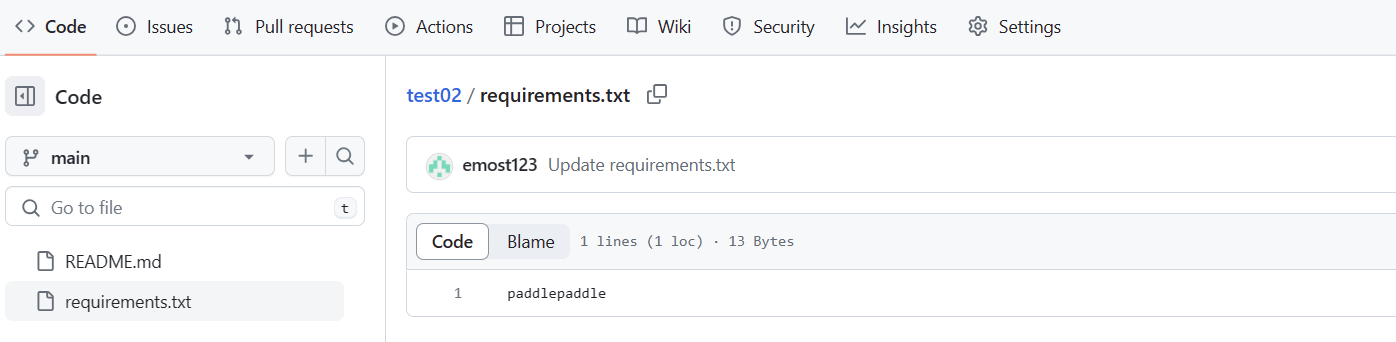 Code Issues Pull requests Actions Projects Wiki Security Insights Settings
Code
main
Go to file t
README.md
requirements.txt
test02 / requirements.txt
emost123 Update requirements.txt
Code Blame 1 lines (1 loc) · 13 Bytes
1 paddlepaddle